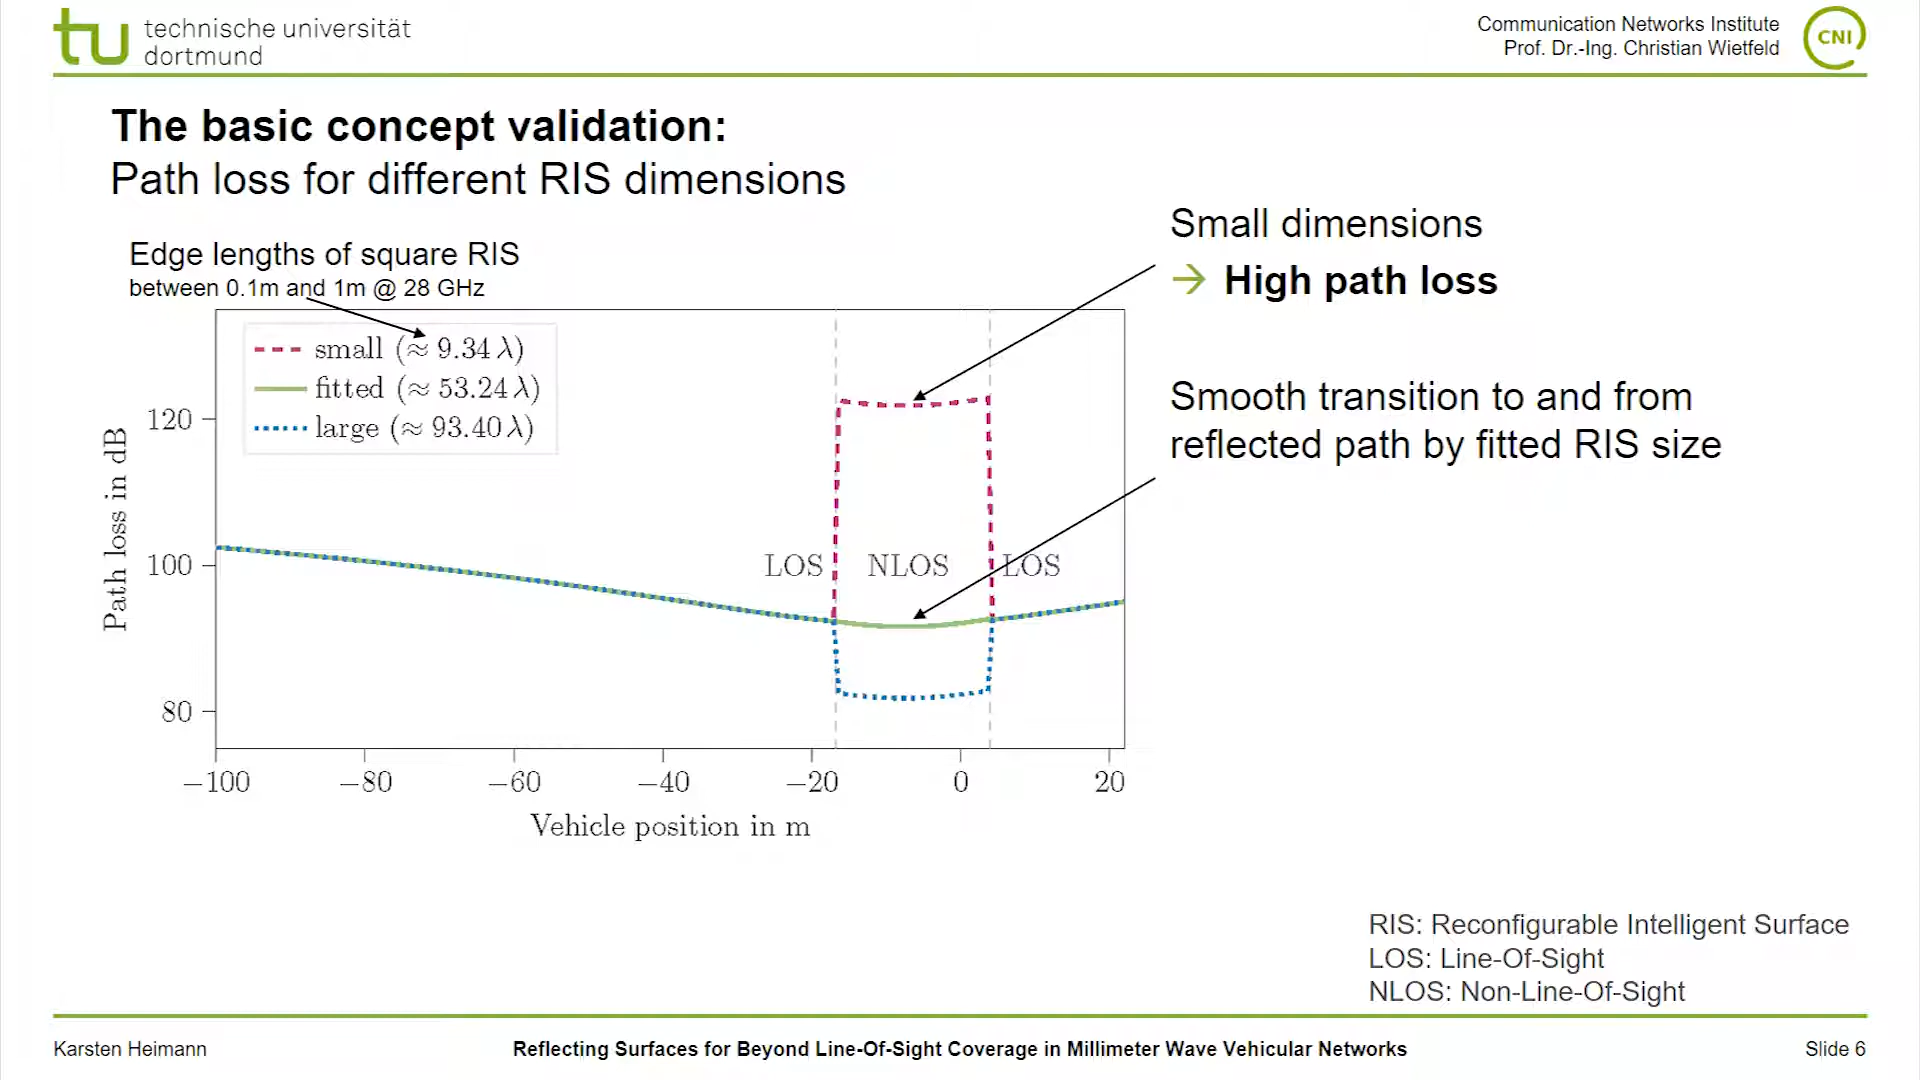 technische universität
dortmund
Communication Networks Institute
Prof. Dr.-Ing. Christian Wietfeld
CNI
The basic concept validation:
Path loss for different RIS dimensions
Edge lengths of square RIS
between 0.1m and 1m @ 28 GHz
small (≈ 9.34 λ)
fitted (≈ 53.24 λ)
large (≈ 93.40 λ)
Small dimensions
→ High path loss
Smooth transition to and from
reflected path by fitted RIS size
Path loss in dB
120
100
80
LOS
NLOS
LOS
−100
−80
−60
−40
−20
0
20
Vehicle position in m
RIS: Reconfigurable Intelligent Surface
LOS: Line-Of-Sight
NLOS: Non-Line-Of-Sight
Karsten Heimann
Reflecting Surfaces for Beyond Line-Of-Sight Coverage in Millimeter Wave Vehicular Networks
Slide 6